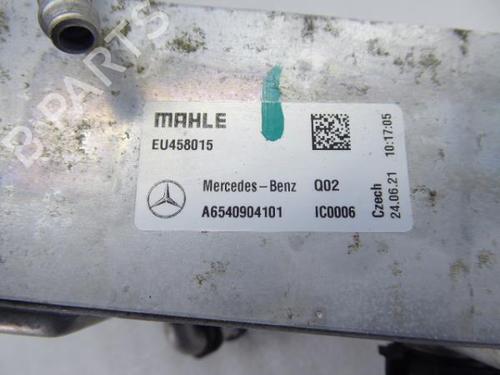 B-PARTS
MAHLE
EU458015
Mercedes-Benz Q02
A6540904101 IC0006
Czech
24.06.21 10:17:05